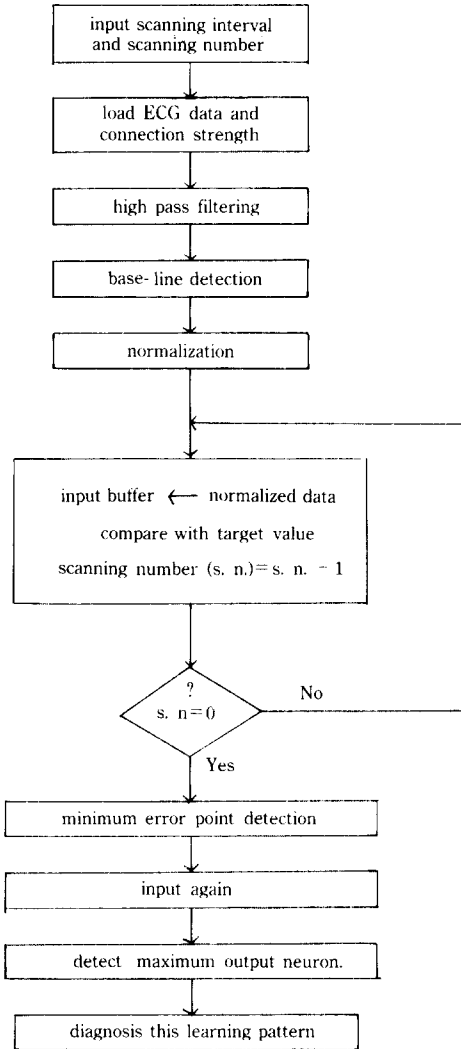 input scanning interval
and scanning number
load ECG data and
connection strength
high pass filtering
base-line detection
normalization
input buffer ← normalized data
compare with target value
scanning number (s. n.)= s. n. - 1
?
s. n=0
No
Yes
minimum error point detection
input again
detect maximum output neuron.
diagnosis this learning pattern